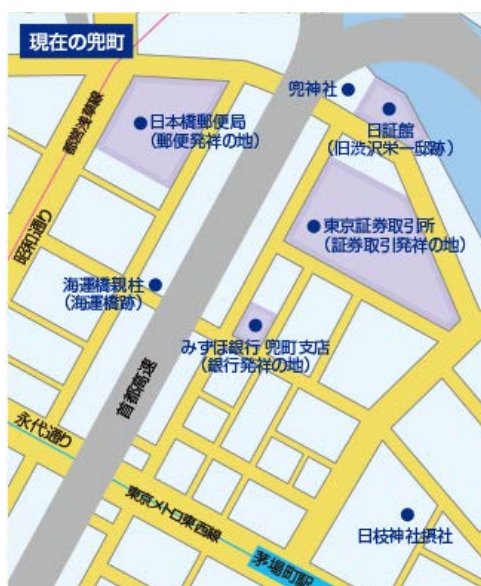 現在の兜町
兜神社
日本橋郵便局
（郵便発祥の地）
日証館
（旧渋沢栄一邸跡）
都営浅草線
昭和通り
東京証券取引所
（証券取引発祥の地）
海運橋親柱
（海運橋跡）
みずほ銀行 兜町支店
（銀行発祥の地）
首都高速
永代通り
東京メトロ東西線
日枝神社摂社
茅場町駅